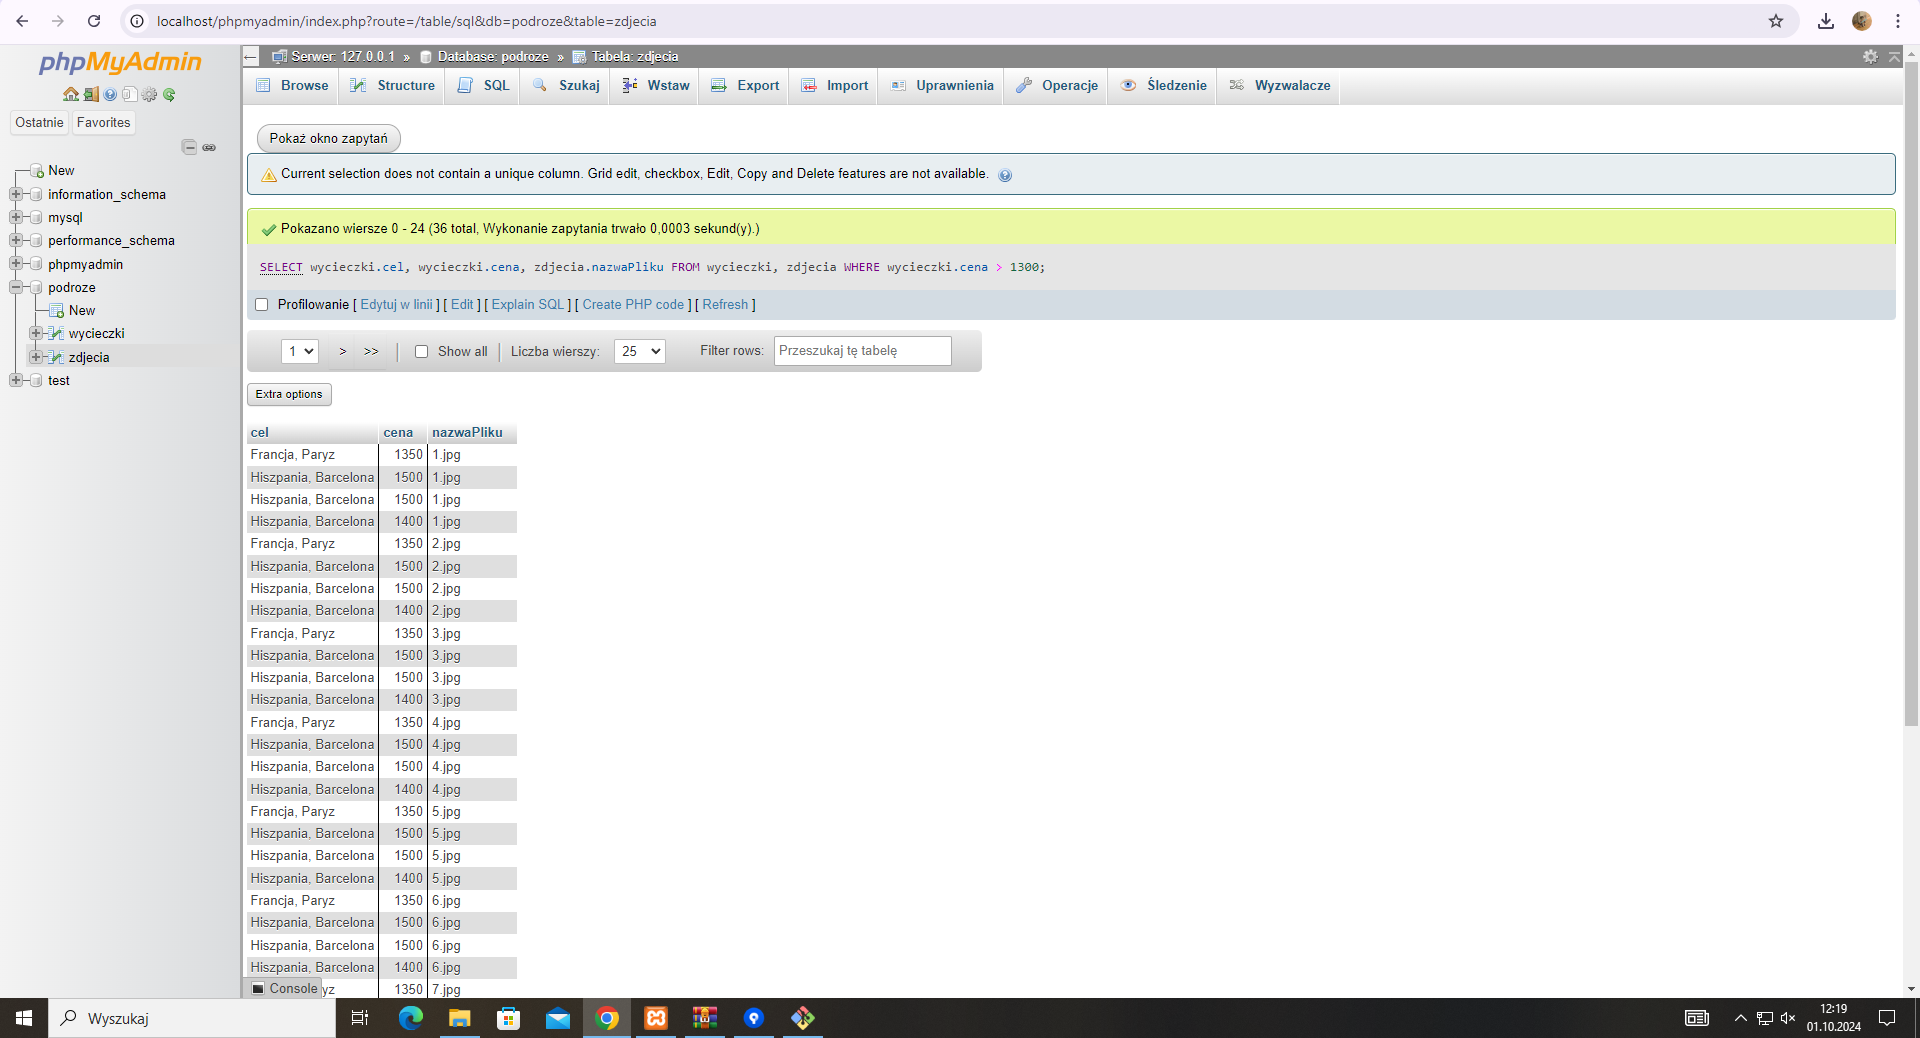 localhost/phpmyadmin/index.php?route=/table/sql&db=podroze&table=zdjecia
phpMyAdmin
Ostatnie Favorites
New
information_schema
mysql
performance_schema
phpmyadmin
podroze
New
wycieczki
zdjecia
test
Serwer: 127.0.0.1 » Database: podroze » Tabela: zdjecia
Browse Structure SQL Szukaj Wstaw Export Import Uprawnienia Operacje Śledzenie Wyzwalacze
Pokaż okno zapytań
Current selection does not contain a unique column. Grid edit, checkbox, Edit, Copy and Delete features are not available.
Pokazano wiersze 0 - 24 (36 total, Wykonanie zapytania trwało 0,0003 sekund(y).)
SELECT wycieczki.cel, wycieczki.cena, zdjecia.nazwaPliku FROM wycieczki, zdjecia WHERE wycieczki.cena > 1300;
Profilowanie [ Edytuj w linii ] [ Edit ] [ Explain SQL ] [ Create PHP code ] [ Refresh ]
1 > >> | Show all | Liczba wierszy: 25 Filter rows: Przeszukaj tę tabelę
Extra options
cel cena nazwaPliku
Francja, Paryz 1350 1.jpg
Hiszpania, Barcelona 1500 1.jpg
Hiszpania, Barcelona 1500 1.jpg
Hiszpania, Barcelona 1400 1.jpg
Francja, Paryz 1350 2.jpg
Hiszpania, Barcelona 1500 2.jpg
Hiszpania, Barcelona 1500 2.jpg
Hiszpania, Barcelona 1400 2.jpg
Francja, Paryz 1350 3.jpg
Hiszpania, Barcelona 1500 3.jpg
Hiszpania, Barcelona 1500 3.jpg
Hiszpania, Barcelona 1400 3.jpg
Francja, Paryz 1350 4.jpg
Hiszpania, Barcelona 1500 4.jpg
Hiszpania, Barcelona 1500 4.jpg
Hiszpania, Barcelona 1400 4.jpg
Francja, Paryz 1350 5.jpg
Hiszpania, Barcelona 1500 5.jpg
Hiszpania, Barcelona 1500 5.jpg
Hiszpania, Barcelona 1400 5.jpg
Francja, Paryz 1350 6.jpg
Hiszpania, Barcelona 1500 6.jpg
Hiszpania, Barcelona 1500 6.jpg
Hiszpania, Barcelona 1400 6.jpg
Console yz 1350 7.jpg
Wyszukaj
12:19
01.10.2024